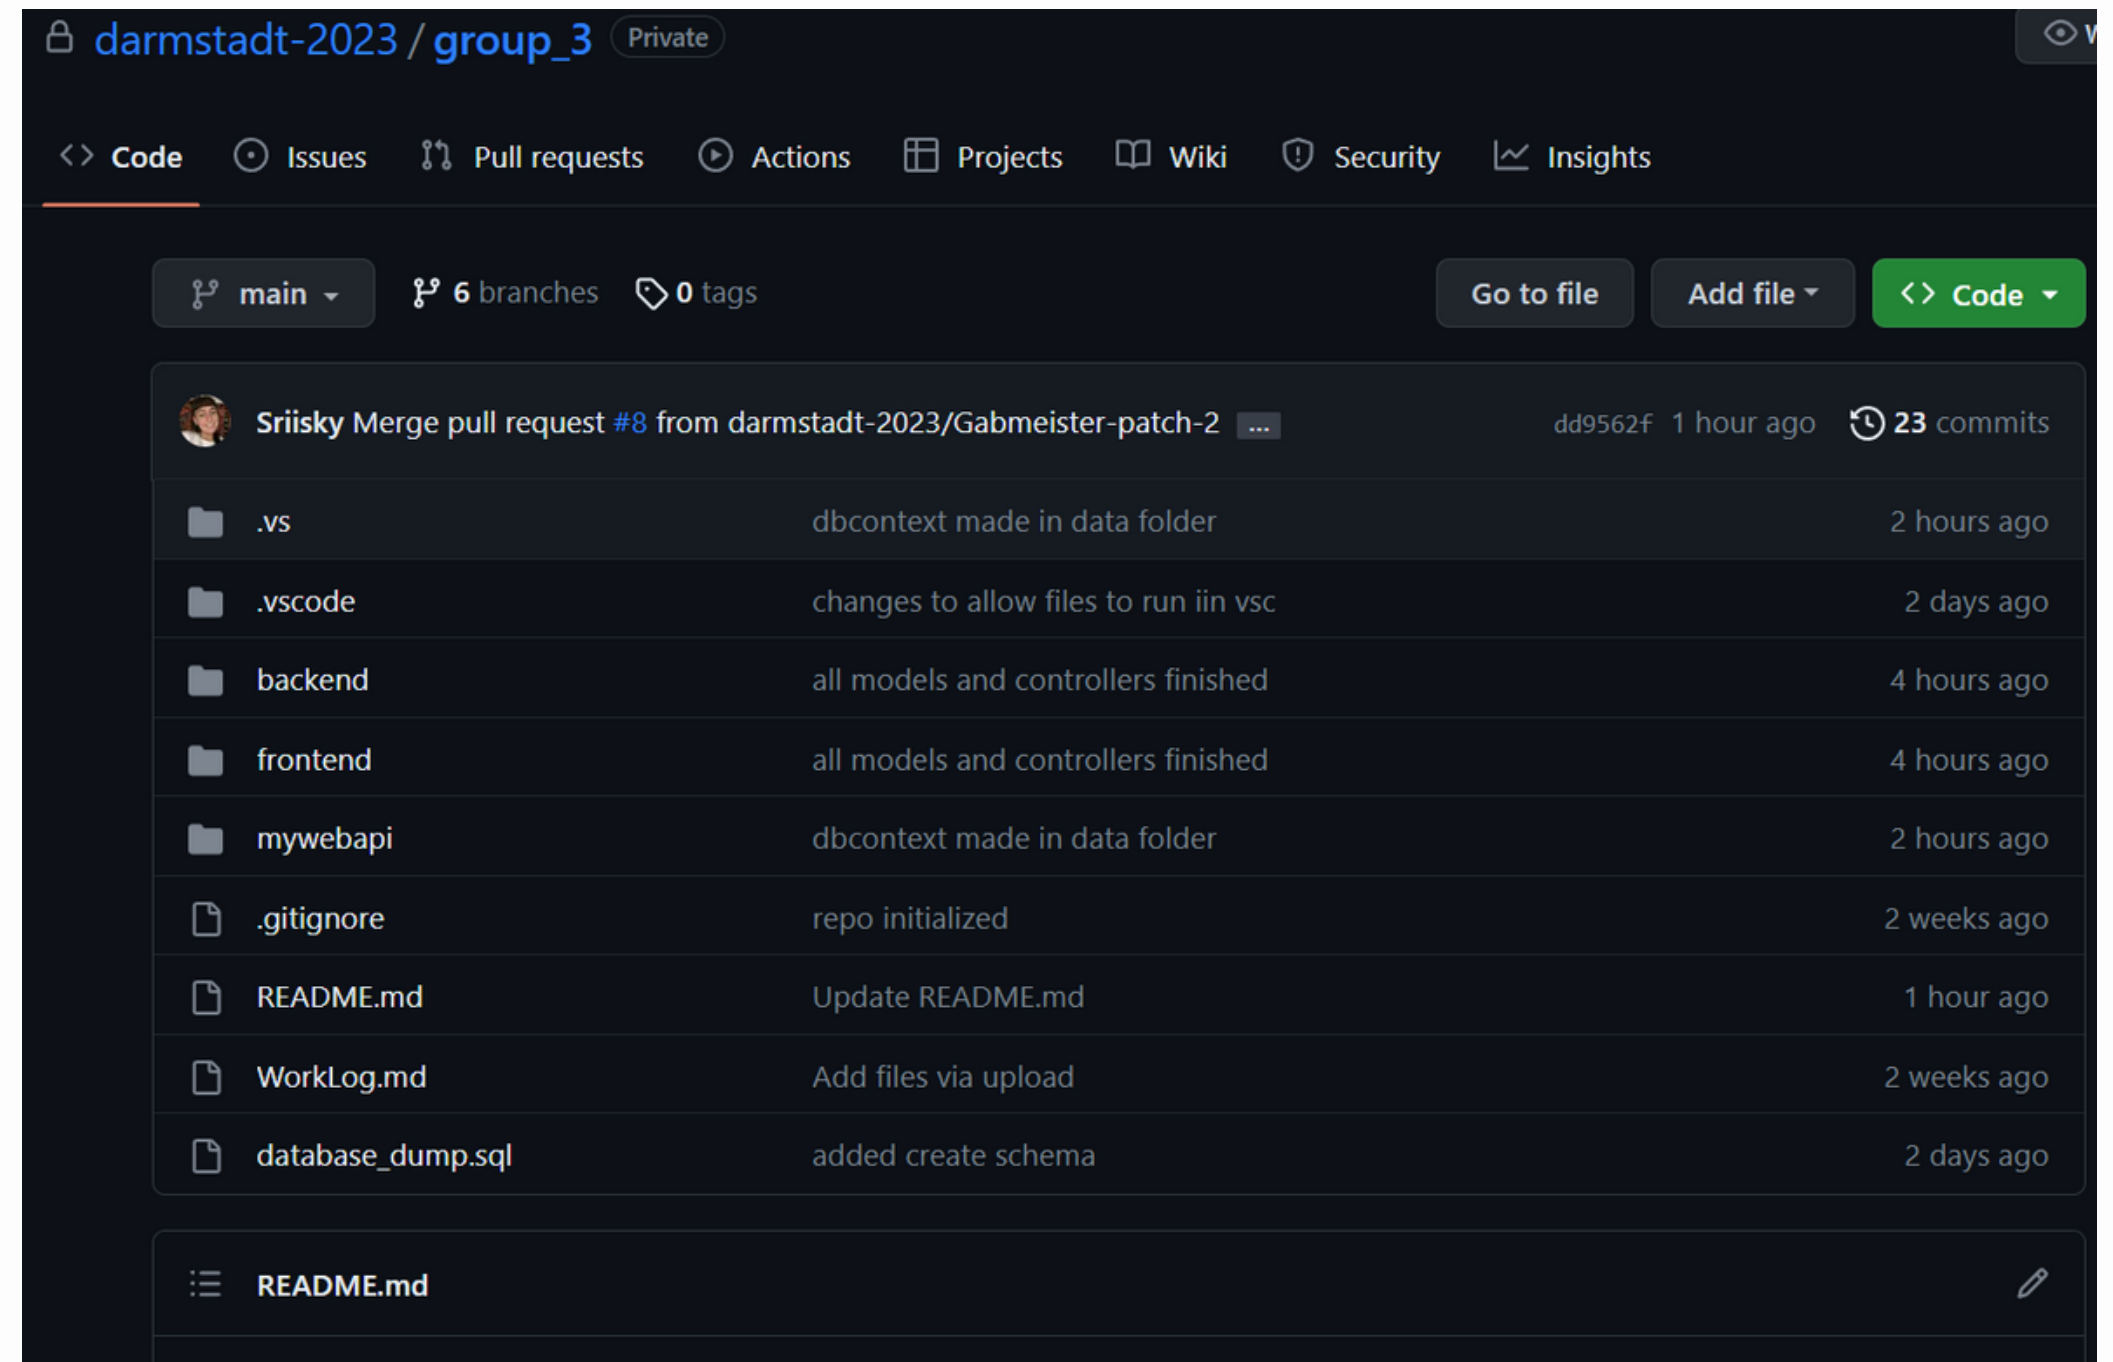 darmstadt-2023 / group_3 Private
Code Issues Pull requests Actions Projects Wiki Security Insights
main 6 branches 0 tags Go to file Add file Code
Sriisky Merge pull request #8 from darmstadt-2023/Gabmeister-patch-2 ... dd9562f 1 hour ago 23 commits
.vs dbcontext made in data folder 2 hours ago
.vscode changes to allow files to run iin vsc 2 days ago
backend all models and controllers finished 4 hours ago
frontend all models and controllers finished 4 hours ago
mywebapi dbcontext made in data folder 2 hours ago
.gitignore repo initialized 2 weeks ago
README.md Update README.md 1 hour ago
WorkLog.md Add files via upload 2 weeks ago
database_dump.sql added create schema 2 days ago
README.md